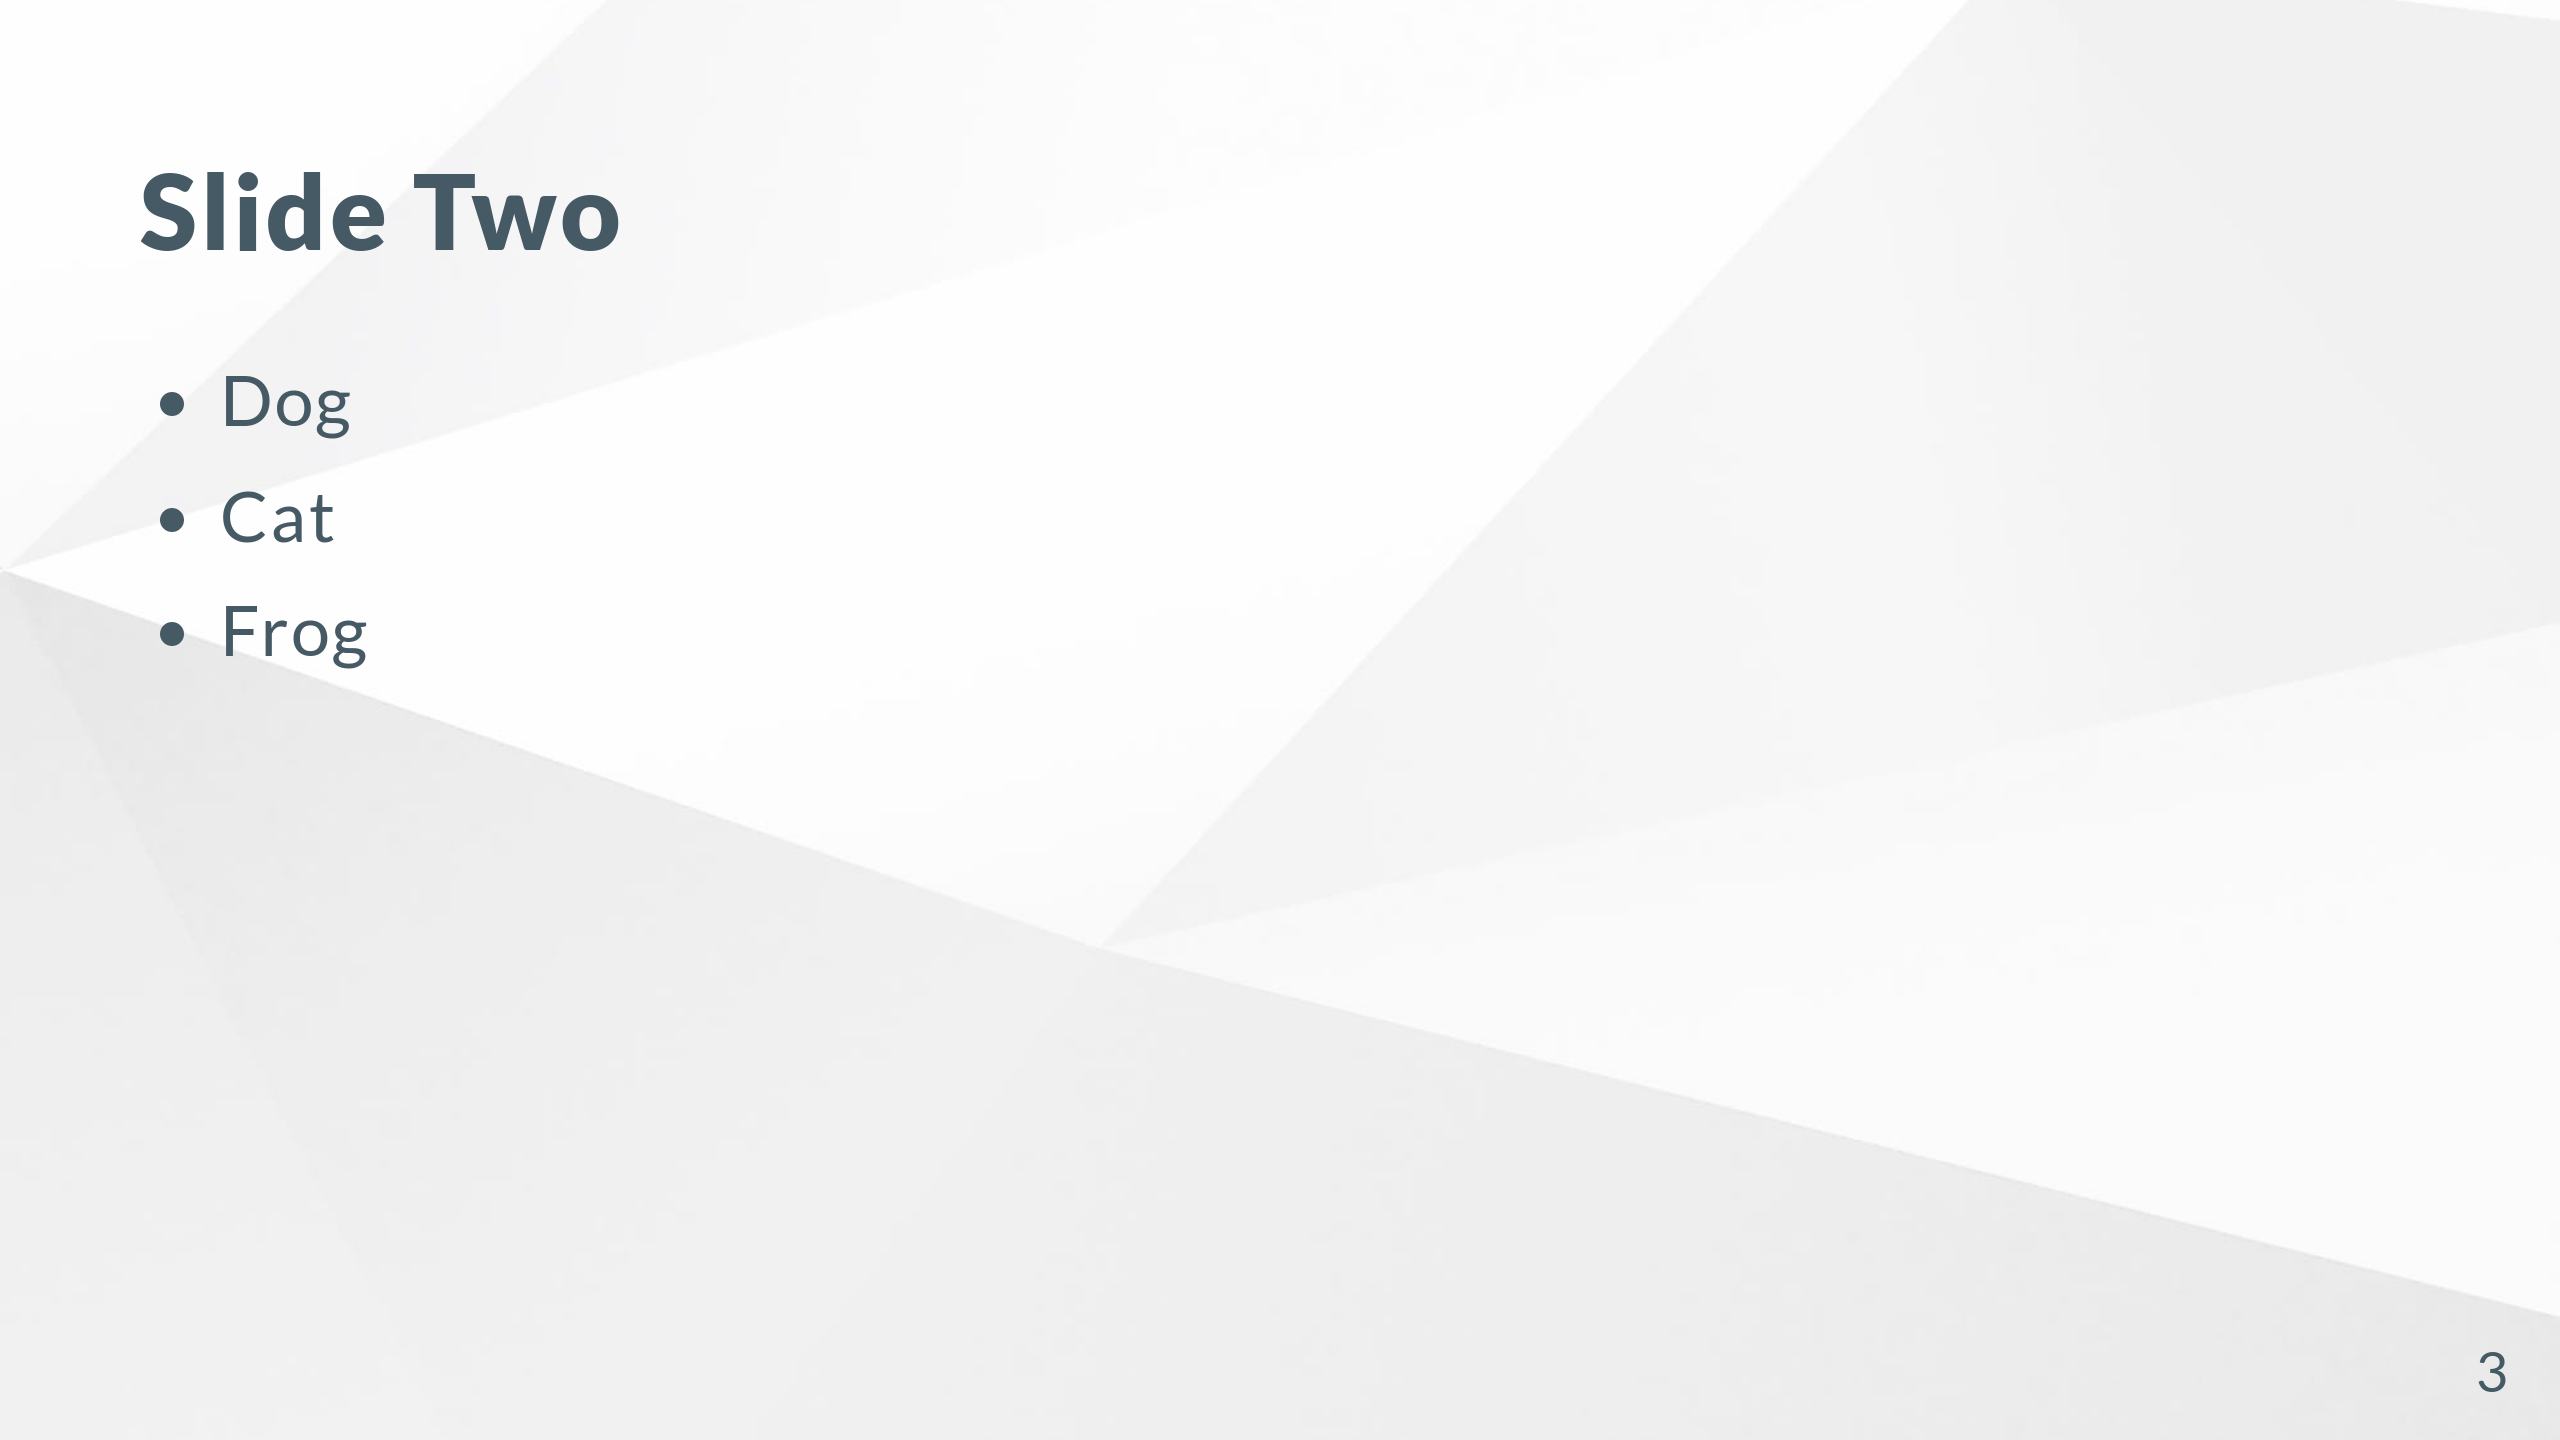 Slide Two
• Dog
• Cat
• Frog
3